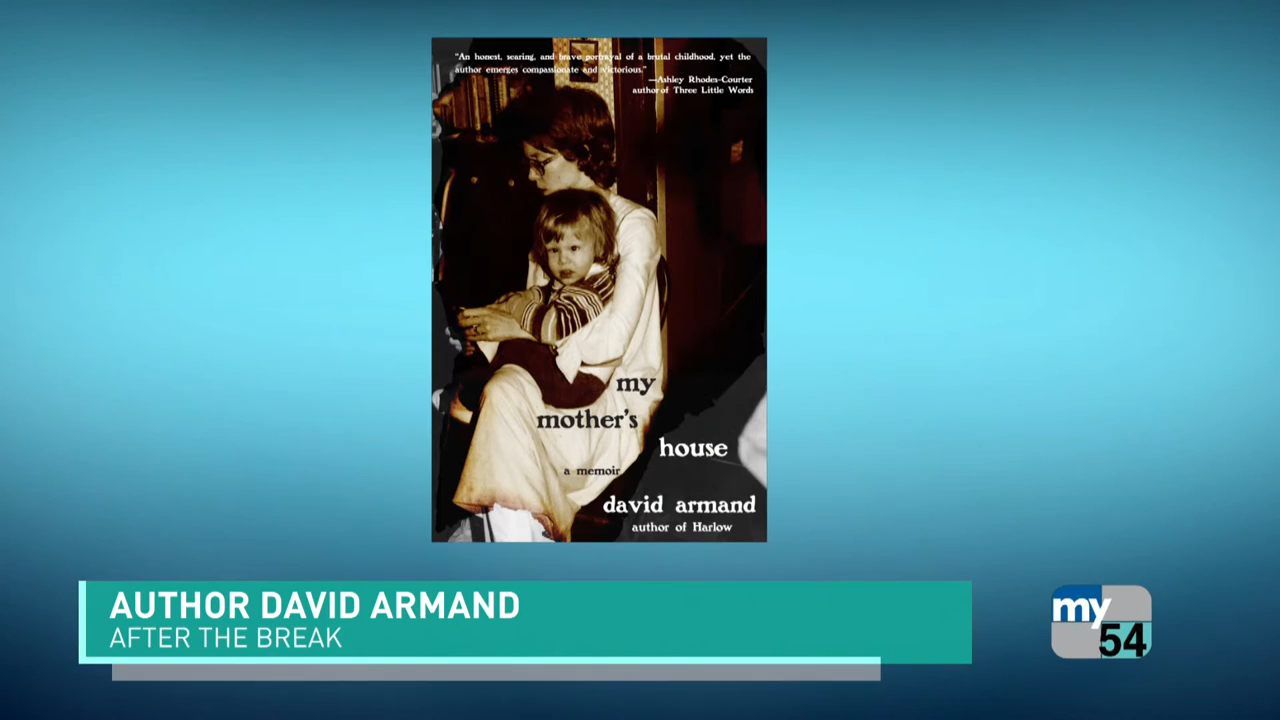 "An honest, searing, and brave portrayal of a brutal childhood, yet the
author emerges compassionate and victorious."
—Ashley Rhodes-Courter
author of Three Little Words
my
mother's
house
a memoir
david armand
author of Harlow
AUTHOR DAVID ARMAND
AFTER THE BREAK
my
54